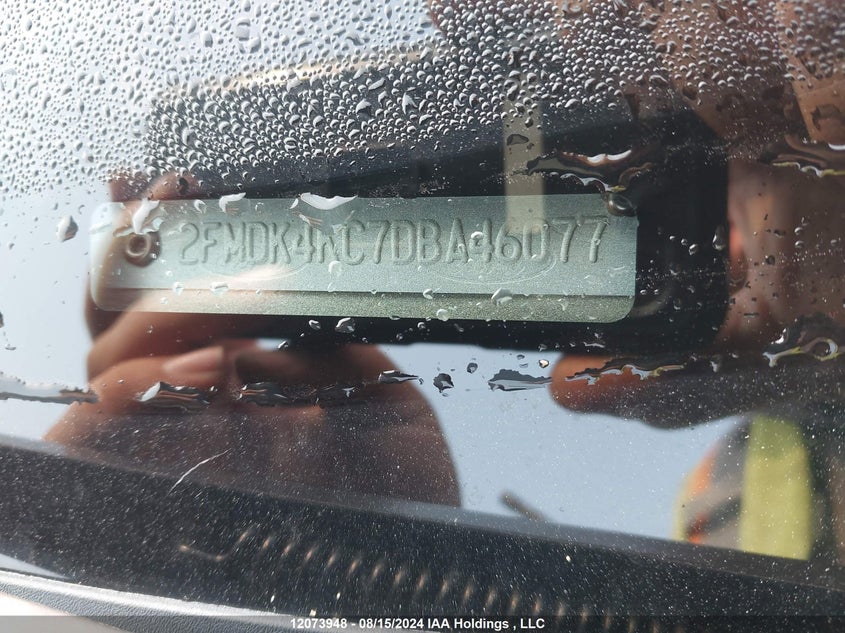 2FMDK4KC7DBA46077
12073948 - 08/15/2024 IAA Holdings , LLC